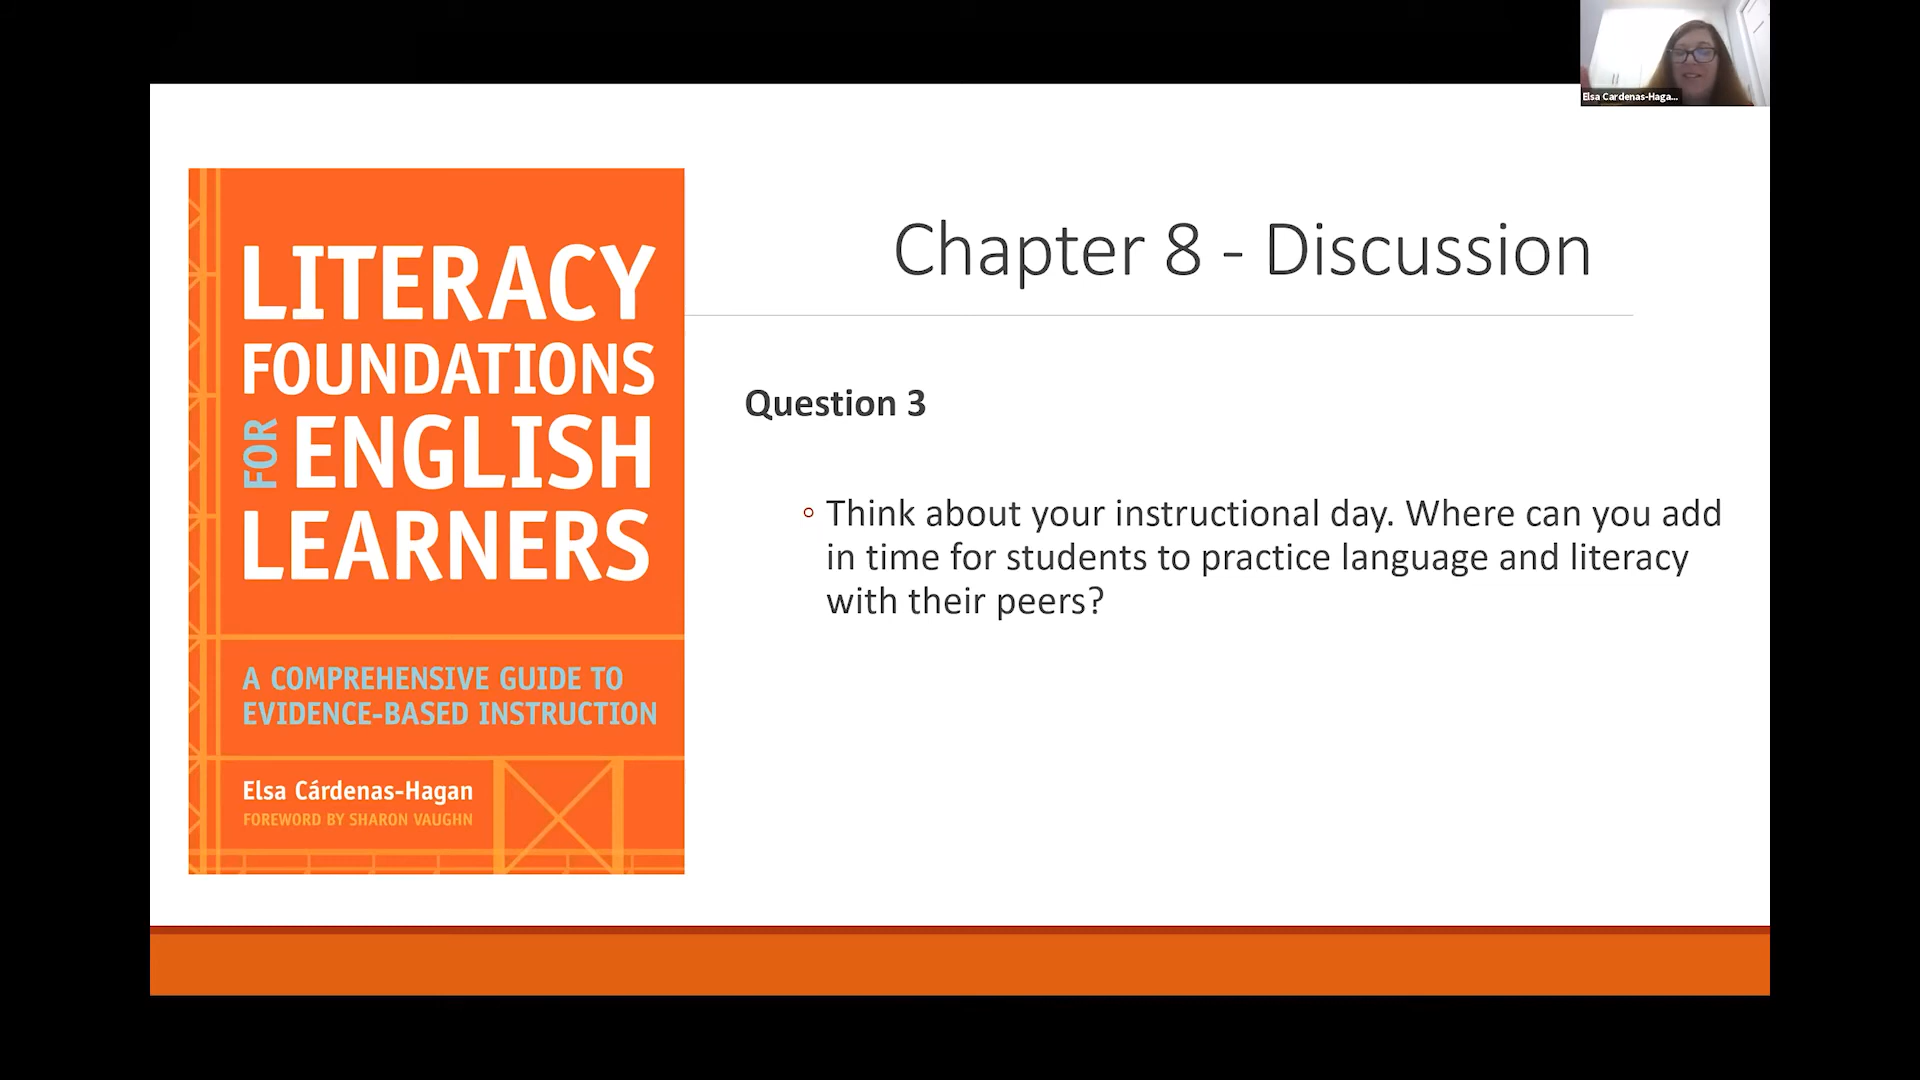 Elsa Cardenas-Haga...
LITERACY
FOUNDATIONS
FOR ENGLISH
LEARNERS
A COMPREHENSIVE GUIDE TO
EVIDENCE-BASED INSTRUCTION
Elsa Cárdenas-Hagan
FOREWORD BY SHARON VAUGHN
Chapter 8 - Discussion
Question 3
Think about your instructional day. Where can you add
in time for students to practice language and literacy
with their peers?